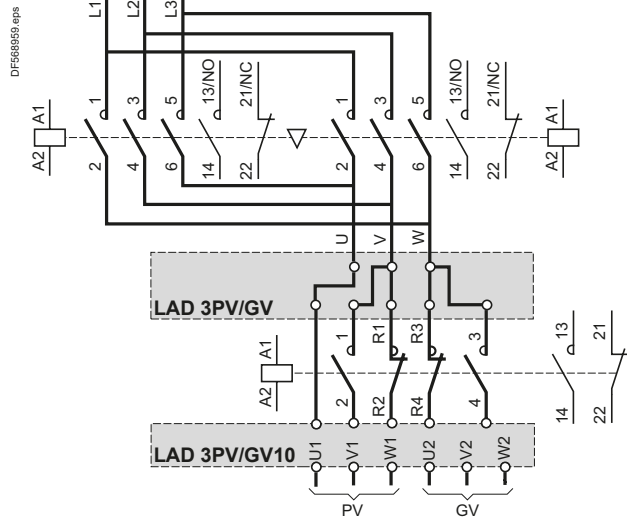 DF568959.eps
L1 L2 L3
A1 1 3 5 13/NO 21/NC 1 3 5 13/NO 21/NC A1
A2 2 4 6 14 22 2 4 6 14 22 A2
U V W
LAD 3PV/GV
A1 1 R1 R3 3 13 21
A2 2 R2 R4 4 14 22
LAD 3PV/GV10 U1 V1 W1 U2 V2 W2
PV GV